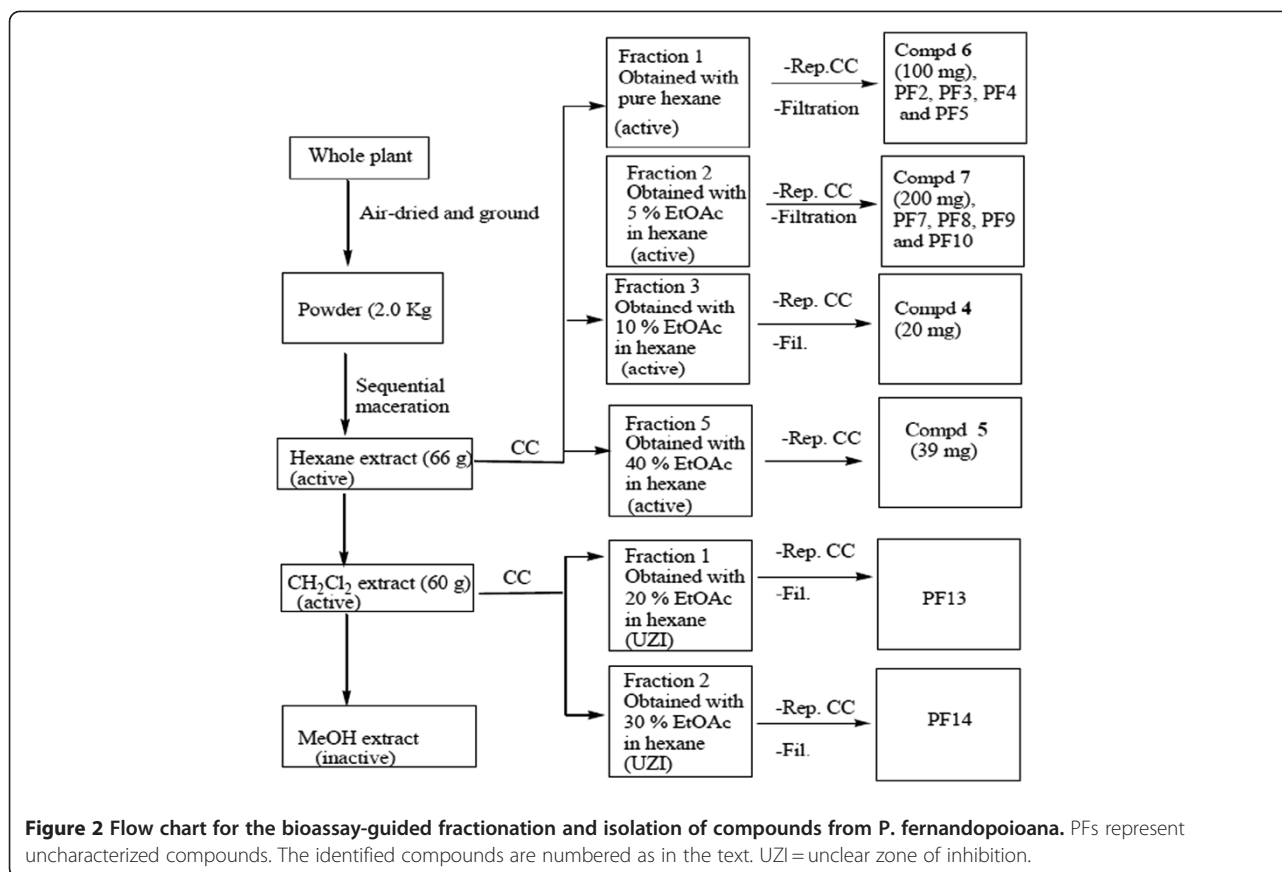 Whole plant
Air-dried and ground
Powder (2.0 Kg
Sequential
maceration
Hexane extract (66 g)
(active)
CC
CH₂Cl₂ extract (60 g)
(active)
CC
MeOH extract
(inactive)
Fraction 1
Obtained with
pure hexane
(active)
-Rep.CC
-Filtration
Compd 6
(100 mg),
PF2, PF3, PF4
and PF5
Fraction 2
Obtained with
5 % EtOAc
in hexane
(active)
-Rep. CC
-Filtration
Compd 7
(200 mg),
PF7, PF8, PF9
and PF10
Fraction 3
Obtained with
10 % EtOAc
in hexane
(active)
-Rep. CC
-Fil.
Compd 4
(20 mg)
Fraction 5
Obtained with
40 % EtOAc
in hexane
(active)
-Rep. CC
Compd 5
(39 mg)
Fraction 1
Obtained with
20 % EtOAc
in hexane
(UZI)
-Rep. CC
-Fil.
PF13
Fraction 2
Obtained with
30 % EtOAc
in hexane
(UZI)
-Rep. CC
-Fil.
PF14
Figure 2 Flow chart for the bioassay-guided fractionation and isolation of compounds from P. fernandopoioana. PFs represent
uncharacterized compounds. The identified compounds are numbered as in the text. UZI = unclear zone of inhibition.